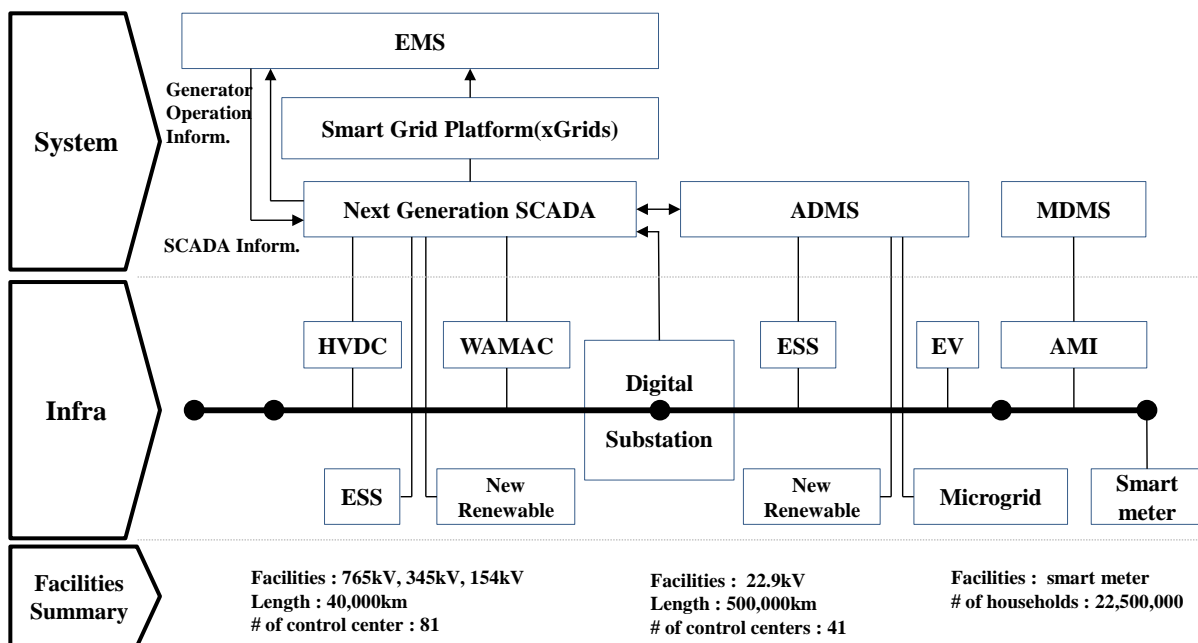 EMS
Generator
Operation
Inform.
Smart Grid Platform(xGrids)
System
Next Generation SCADA
ADMS
MDMS
SCADA Inform.
HVDC
WAMAC
ESS
EV
AMI
Digital
Substation
Infra
ESS
New
Renewable
New
Renewable
Microgrid
Smart
meter
Facilities
Summary
Facilities : 765kV, 345kV, 154kV
Length : 40,000km
# of control center : 81
Facilities :  22.9kV
Length : 500,000km
# of control centers : 41
Facilities :  smart meter
# of households : 22,500,000